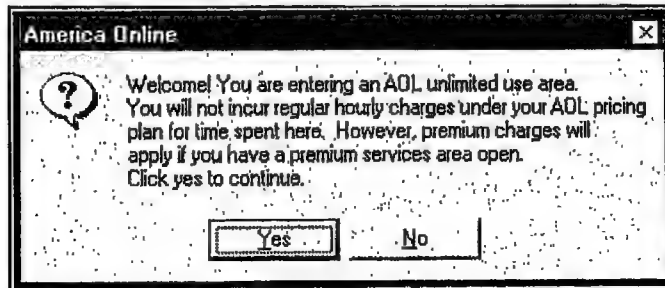 America Online
Welcome! You are entering an AOL unlimited use area.
You will not incur regular hourly charges under your AOL pricing
plan for time spent here. However, premium charges will
apply if you have a premium services area open.
Click yes to continue.
Yes
No